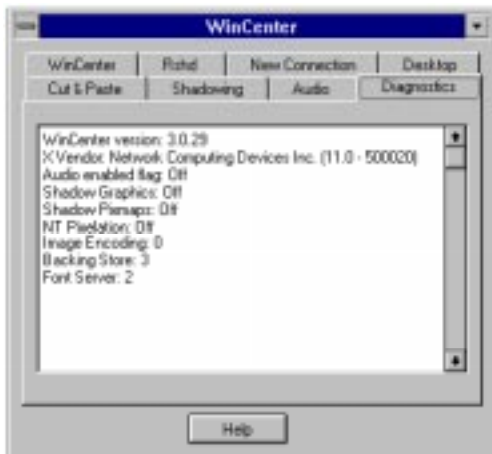 WinCenter
WinCenter Rshd New Connection Desktop
Cut & Paste Shadowing Audio Diagnostics
WinCenter version: 3.0.29
X Vendor: Network Computing Devices Inc. (11.0 - 500020)
Audio enabled flag: Off
Shadow Graphics: Off
Shadow Pixmaps: Off
NT Pixelation: Off
Image Encoding: 0
Backing Store: 3
Font Server: 2
Help